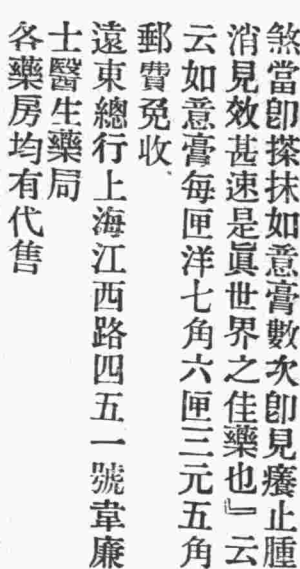 煞當卽搽抹如意膏數次卽見癢止腫
消見效甚速是眞世界之佳藥也』云
云如意膏每匣洋七角六匣三元五角
郵費免收
遠東總行上海江西路四五一號韋廉
士醫生藥局
各藥房均有代售